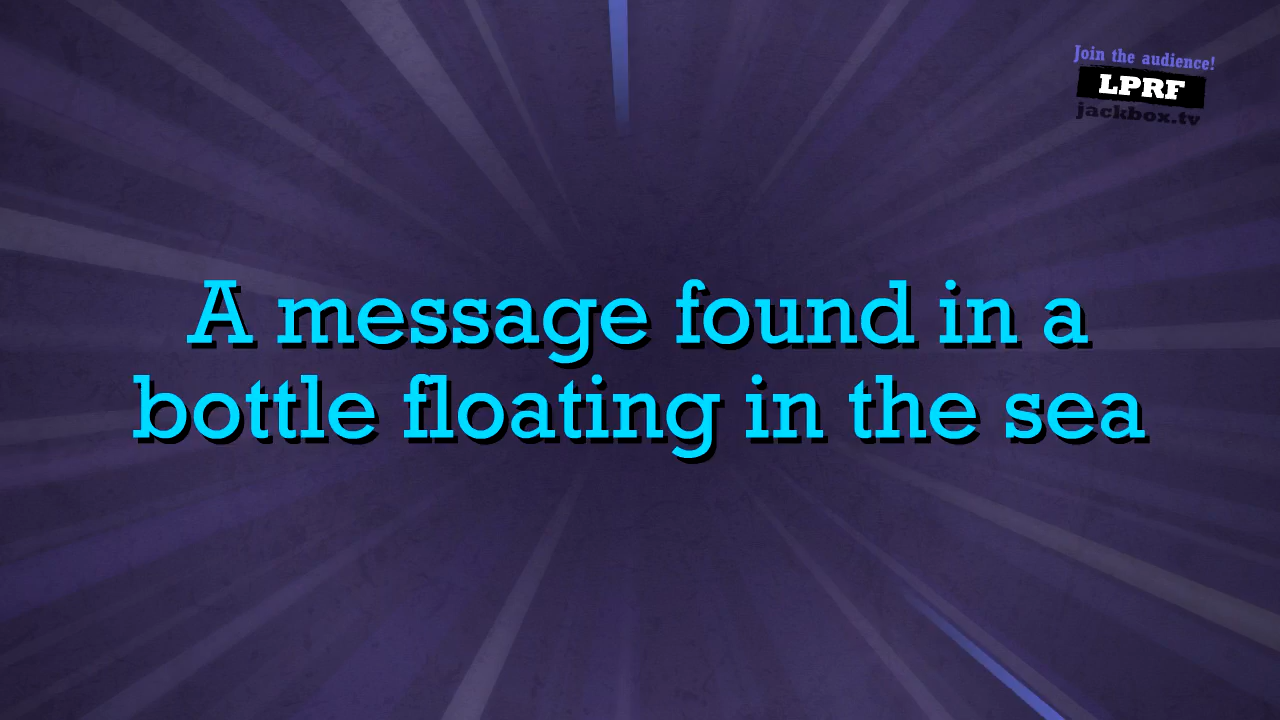 Join the audience!
LPRF
jackbox.tv
A message found in a
bottle floating in the sea